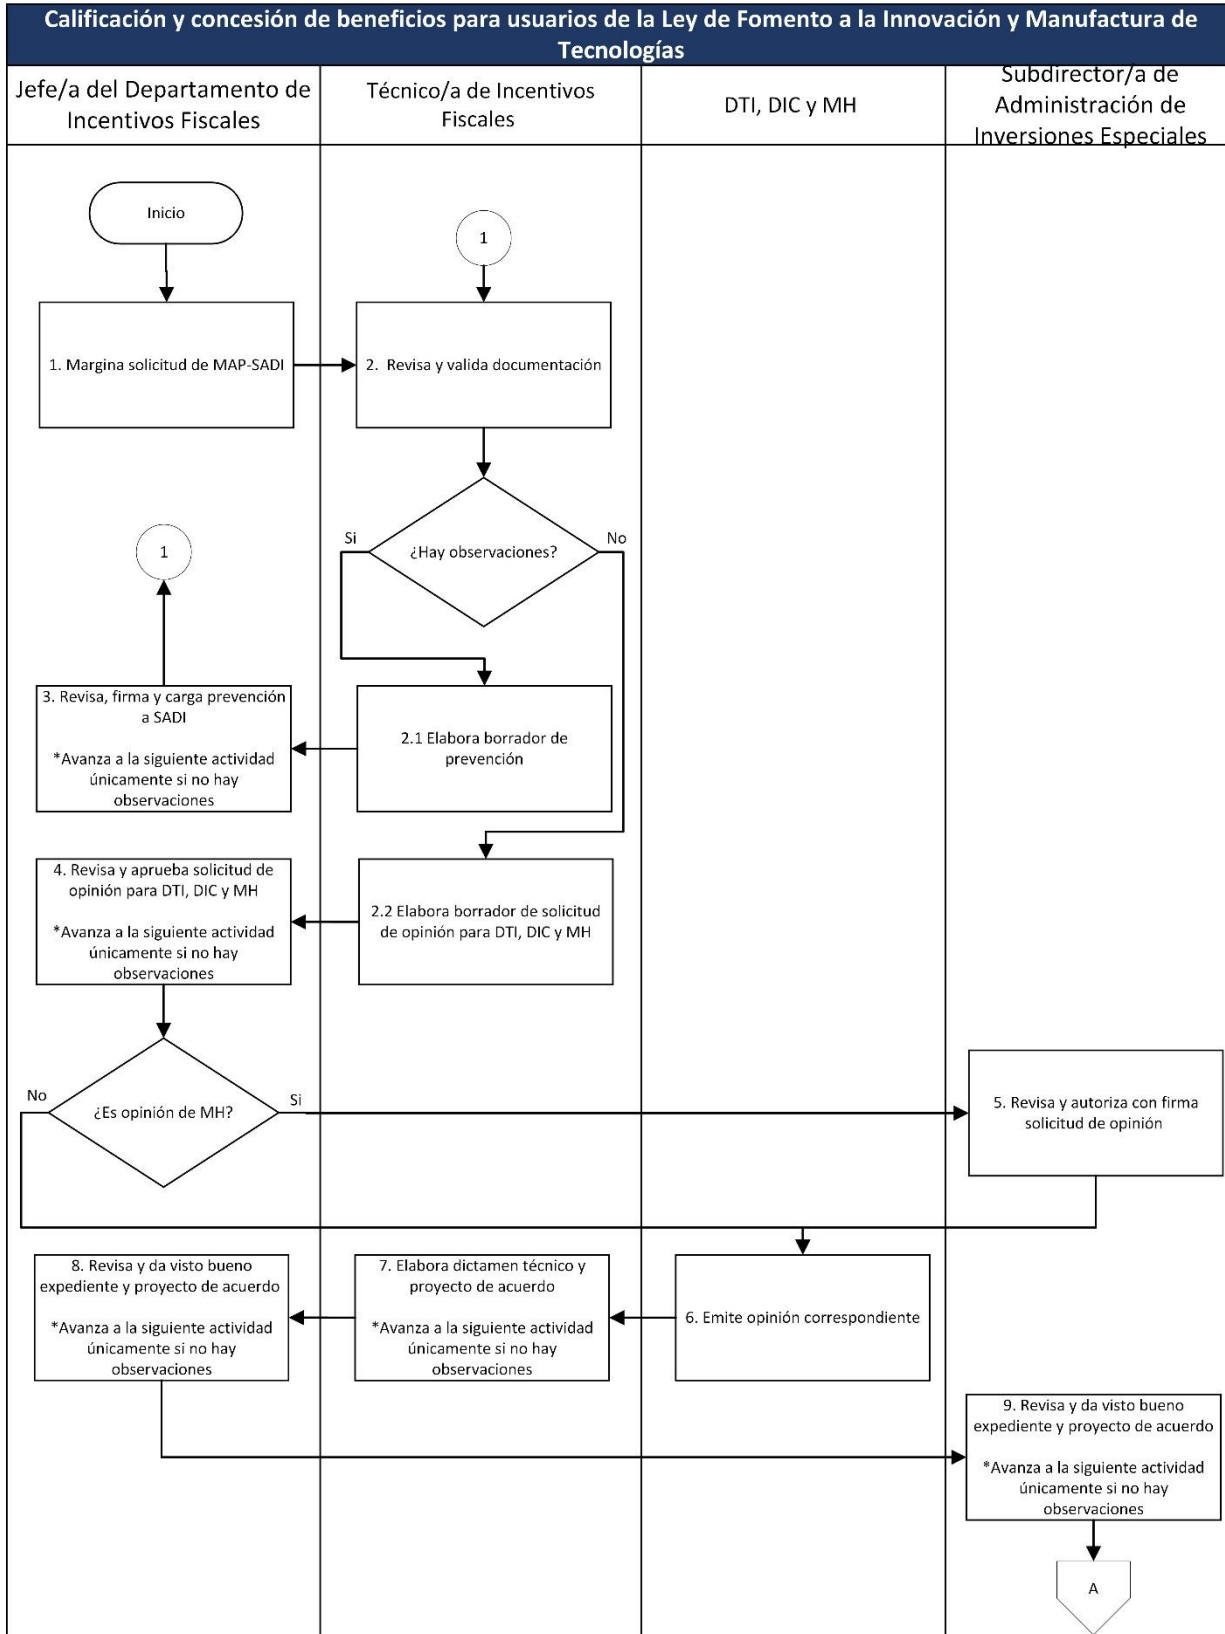 Calificación y concesión de beneficios para usuarios de la Ley de Fomento a la Innovación y Manufactura de
Tecnologías
Jefe/a del Departamento de
Incentivos Fiscales
Técnico/a de Incentivos
Fiscales
DTI, DIC y MH
Subdirector/a de
Administración de
Inversiones Especiales
Inicio
1
1. Margina solicitud de MAP-SADI
2. Revisa y valida documentación
¿Hay observaciones?
Si
No
1
3. Revisa, firma y carga prevención
a SADI
*Avanza a la siguiente actividad
únicamente si no hay
observaciones
2.1 Elabora borrador de
prevención
4. Revisa y aprueba solicitud de
opinión para DTI, DIC y MH
*Avanza a la siguiente actividad
únicamente si no hay
observaciones
2.2 Elabora borrador de solicitud
de opinión para DTI, DIC y MH
No
¿Es opinión de MH?
Si
5. Revisa y autoriza con firma
solicitud de opinión
8. Revisa y da visto bueno
expediente y proyecto de acuerdo
*Avanza a la siguiente actividad
únicamente si no hay
observaciones
7. Elabora dictamen técnico y
proyecto de acuerdo
*Avanza a la siguiente actividad
únicamente si no hay
observaciones
6. Emite opinión correspondiente
9. Revisa y da visto bueno
expediente y proyecto de acuerdo
*Avanza a la siguiente actividad
únicamente si no hay
observaciones
A